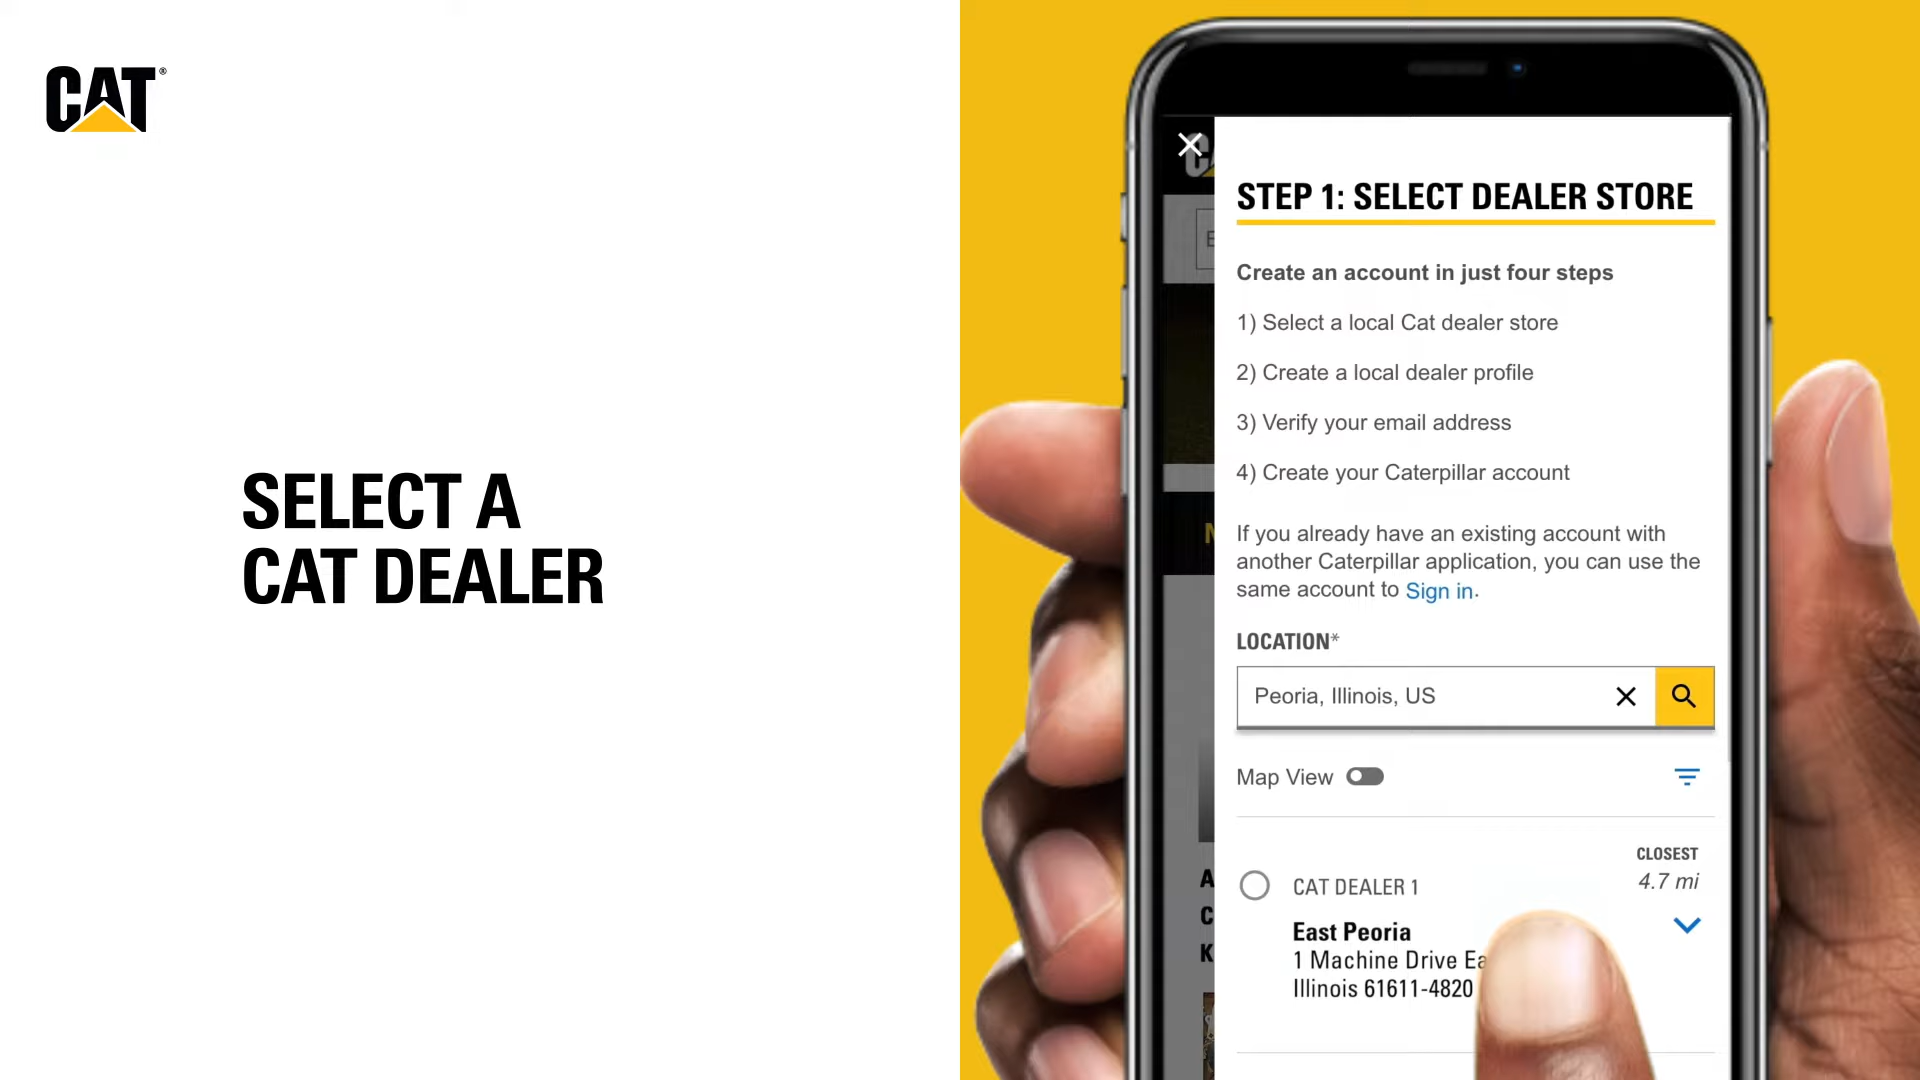 CAT®
SELECT A
CAT DEALER
STEP 1: SELECT DEALER STORE
Create an account in just four steps
1) Select a local Cat dealer store
2) Create a local dealer profile
3) Verify your email address
4) Create your Caterpillar account
If you already have an existing account with
another Caterpillar application, you can use the
same account to Sign in.
LOCATION*
Peoria, Illinois, US
Map View
CLOSEST
CAT DEALER 1
4.7 mi
East Peoria
1 Machine Drive Ea
Illinois 61611-4820